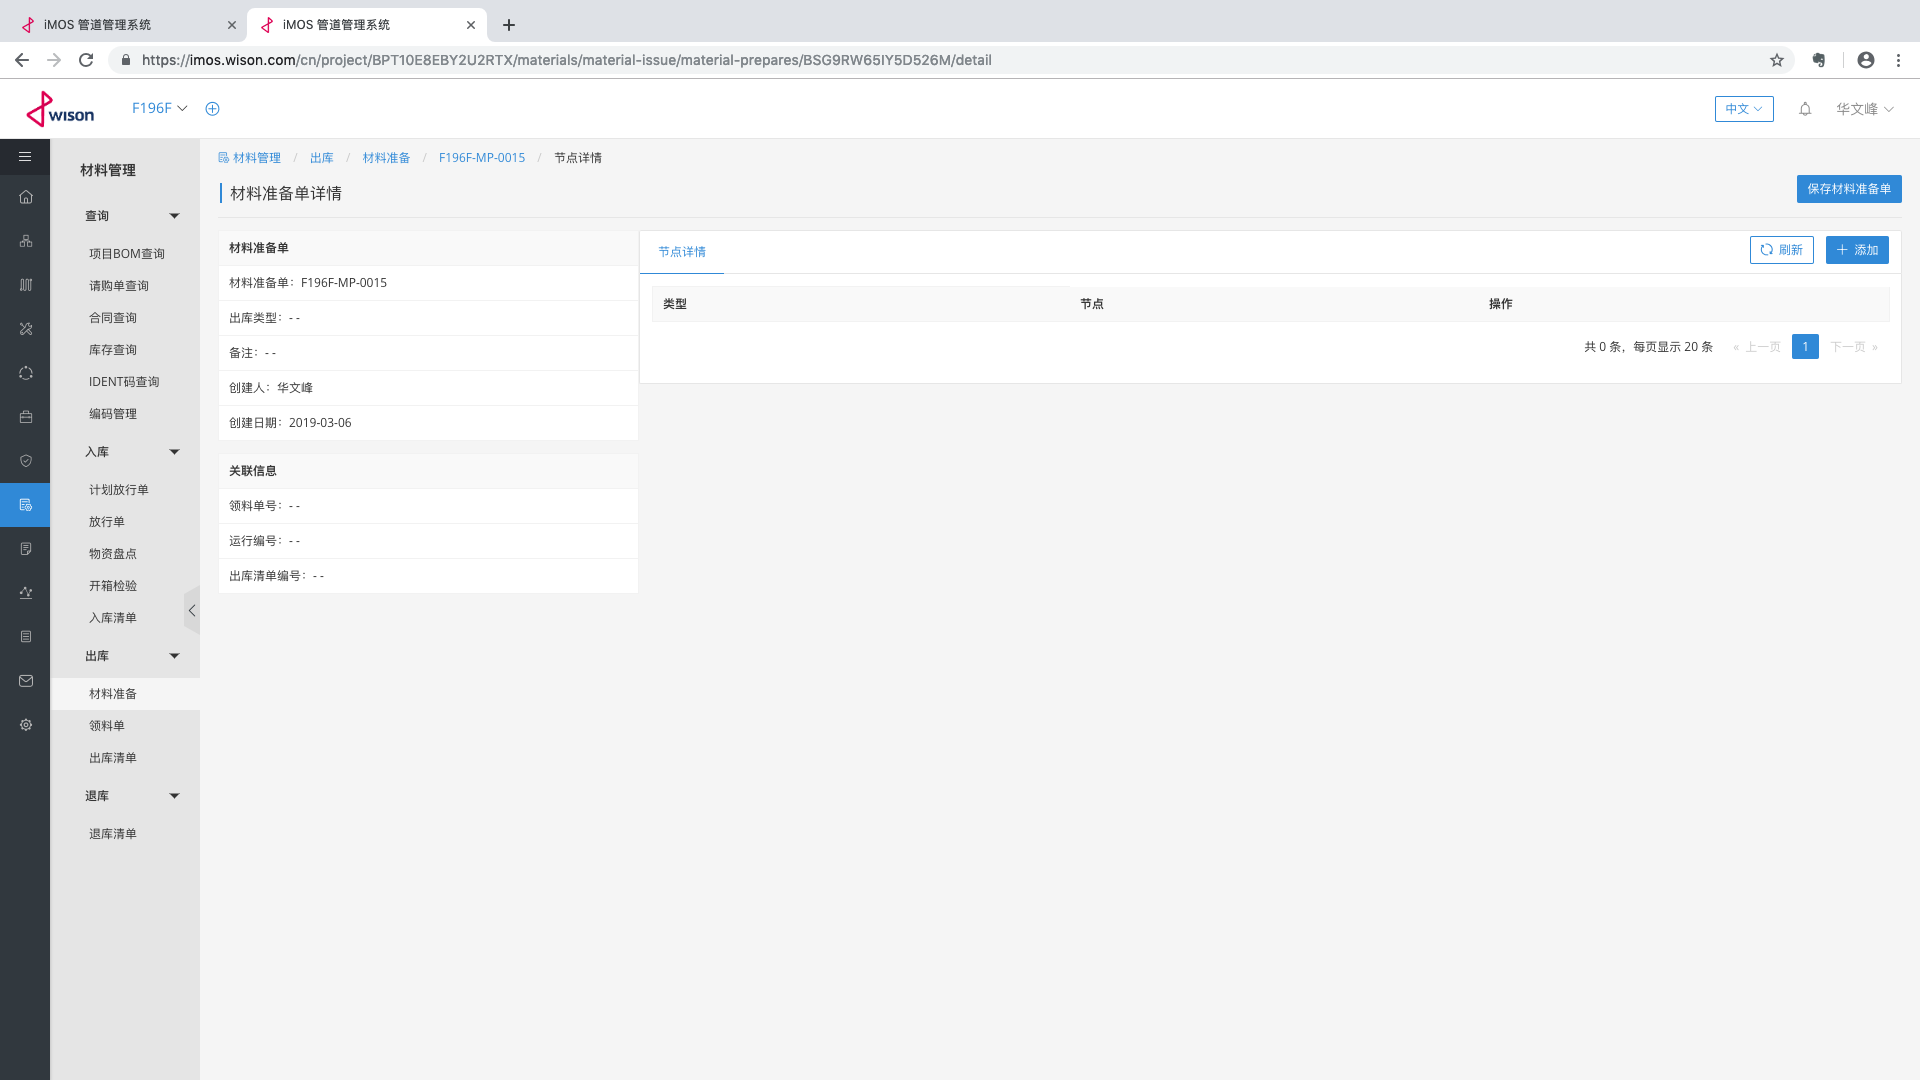 iMOS 管道管理系统
iMOS 管道管理系统
https://imos.wison.com/cn/project/BPT10E8EBY2U2RTX/materials/material-issue/material-prepares/BSG9RW65IY5D526M/detail
wison
F196F
中文
华文峰
材料管理
查询
项目BOM查询
请购单查询
合同查询
库存查询
IDENT码查询
编码管理
入库
计划放行单
放行单
物资盘点
开箱检验
入库清单
出库
材料准备
领料单
出库清单
退库
退库清单
材料管理 / 出库 / 材料准备 / F196F-MP-0015 / 节点详情
材料准备单详情
保存材料准备单
材料准备单
材料准备单：F196F-MP-0015
出库类型：- -
备注：- -
创建人：华文峰
创建日期：2019-03-06
关联信息
领料单号：- -
运行编号：- -
出库清单编号：- -
节点详情
刷新
添加
类型 节点 操作
共 0 条，每页显示 20 条 « 上一页 1 下一页 »